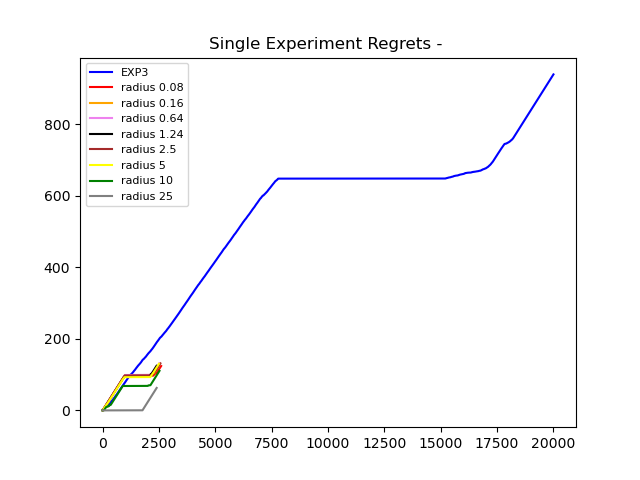 Single Experiment Regrets -
EXP3
radius 0.08
radius 0.16
radius 0.64
radius 1.24
radius 2.5
radius 5
radius 10
radius 25
800
600
400
200
0
0 2500 5000 7500 10000 12500 15000 17500 20000